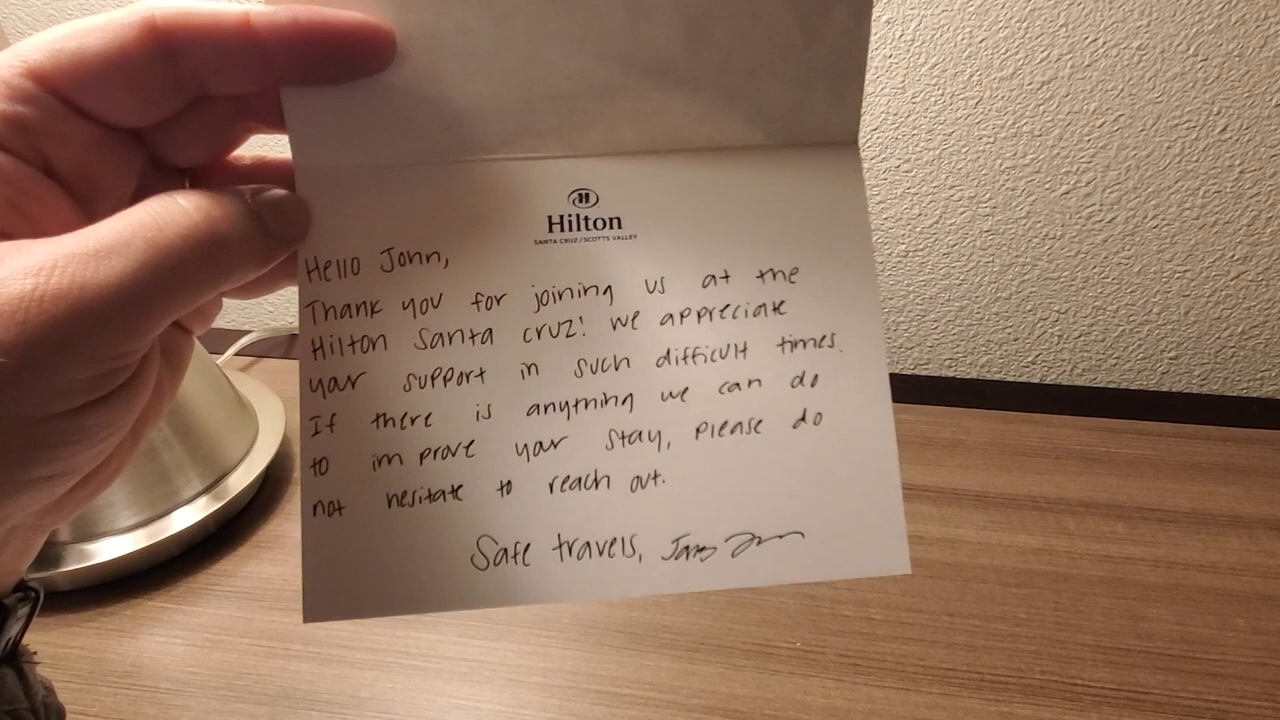 Hilton
SANTA CRUZ/SCOTTS VALLEY
Hello John,
Thank you for joining us at the
Hilton Santa Cruz! We appreciate
your support in such difficult times.
If there is anything we can do
to improve your stay, please do
not hesitate to reach out.
Safe travels,